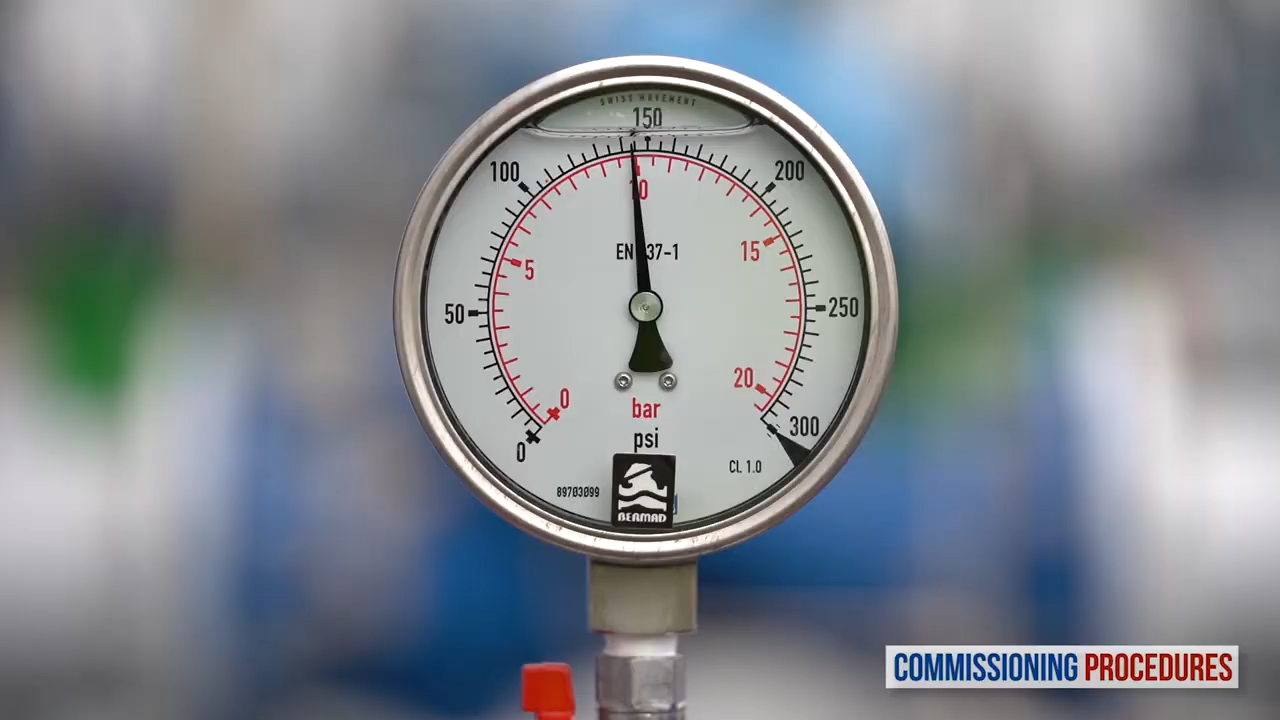 SWISS MOVEMENT
150
100
200
10
EN 37-1
15
5
50
250
20
0
bar
300
psi
0
CL 1.0
89703099
BERMAD
COMMISSIONING PROCEDURES